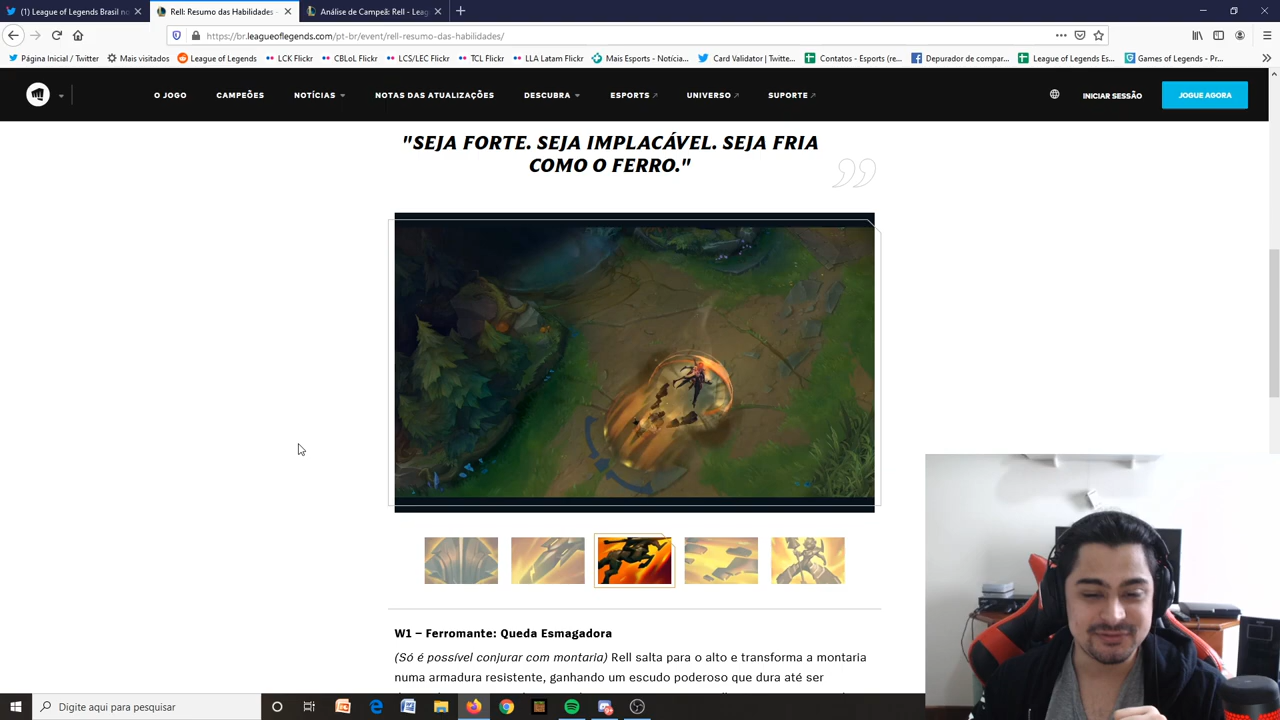 (1) League of Legends Brasil no
Rell: Resumo das Habilidades -
Análise de Campeã: Rell - Leag
https://br.leagueoflegends.com/pt-br/event/rell-resumo-das-habilidades/
Página Inicial / Twitter
Mais visitados
League of Legends
LCK Flickr
CBLoL Flickr
LCS/LEC Flickr
TCL Flickr
LLA Latam Flickr
Mais Esports - Notícia...
Card Validator | Twitte...
Contatos - Esports (re...
Depurador de compar...
League of Legends Es...
Games of Legends - Pr...
O JOGO
CAMPEÕES
NOTÍCIAS
NOTAS DAS ATUALIZAÇÕES
DESCUBRA
ESPORTS
UNIVERSO
SUPORTE
INICIAR SESSÃO
JOGUE AGORA
"SEJA FORTE. SEJA IMPLACÁVEL. SEJA FRIA
COMO O FERRO."
W1 – Ferromante: Queda Esmagadora
(Só é possível conjurar com montaria) Rell salta para o alto e transforma a montaria
numa armadura resistente, ganhando um escudo poderoso que dura até ser
Digite aqui para pesquisar